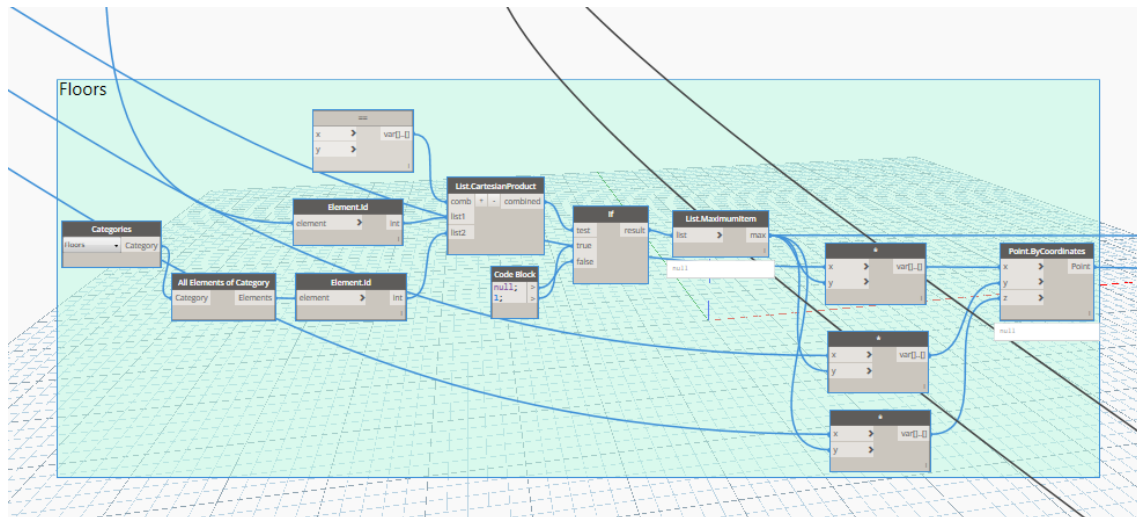 Floors
==
x > var[]..[]
y >
I
List.CartesianProduct
comb + - combined
list1
list2
I
Element.Id
element > int
I
If
test result
true
false
I
List.MaximumItem
list > max
I
null
Categories
Floors Category
All Elements of Category
Category Elements
I
Element.Id
element > int
I
Code Block
null; >
1; >
*
x > var[]..[]
y >
I
Point.ByCoordinates
x > Point
y >
z >
I
null
*
x > var[]..[]
y >
I
*
x > var[]..[]
y >
I